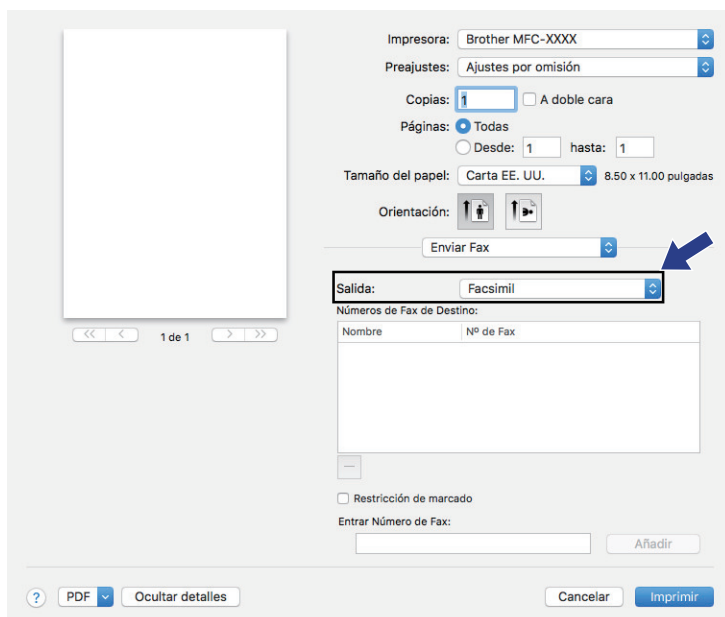 Impresora: Brother MFC-XXXX
Preajustes: Ajustes por omisión
Copias: 1 A doble cara
Páginas: Todas
Desde: 1 hasta: 1
Tamaño del papel: Carta EE. UU. 8.50 x 11.00 pulgadas
Orientación:
Enviar Fax
Salida: Facsimil
Números de Fax de Destino:
Nombre Nº de Fax
<< < 1 de 1 > >>
Restricción de marcado
Entrar Número de Fax:
Añadir
? PDF Ocultar detalles Cancelar Imprimir